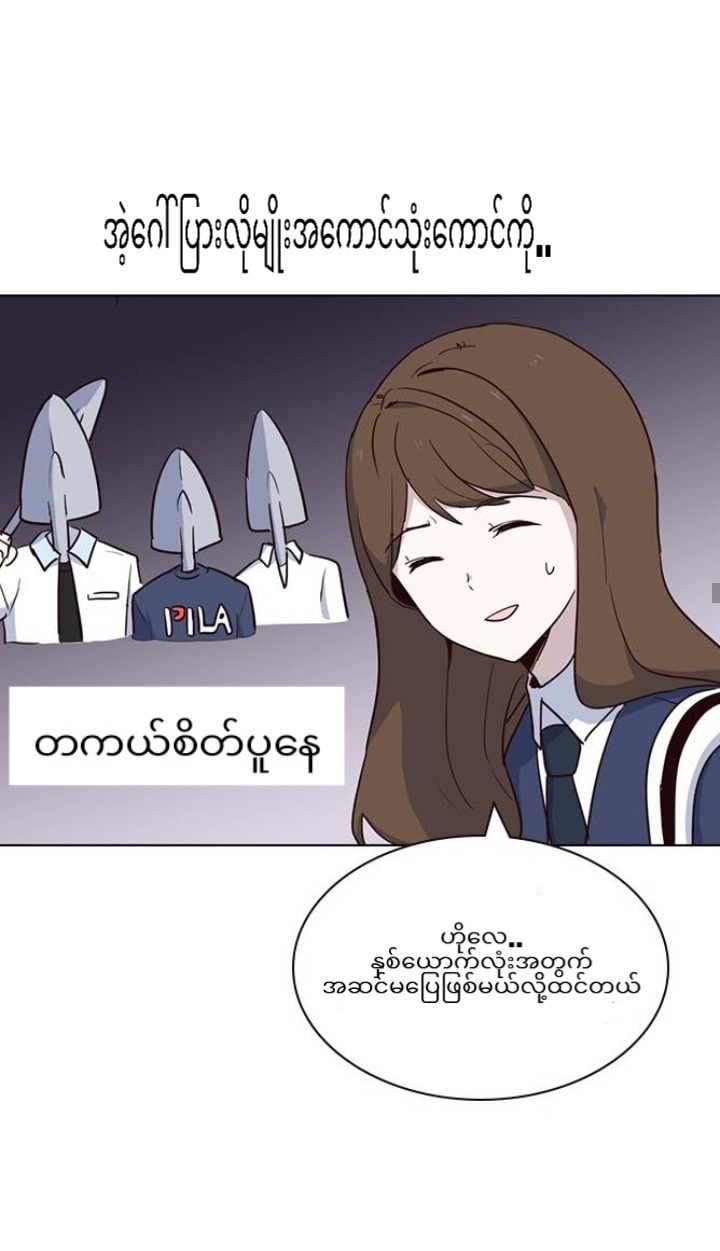 အဲ့ဂေါ်ပြားလိုမျိုးအကောင်သုံးကောင်ကို..
PILA
တကယ်စိတ်ပူနေ
ဟိုလေ..
နှစ်ယောက်လုံးအတွက်
အဆင်မပြေဖြစ်မယ်လို့ထင်တယ်